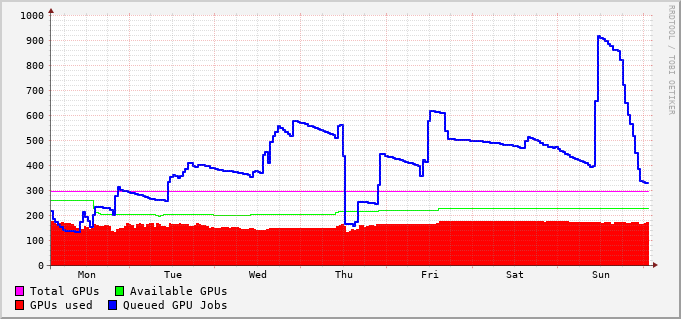 1000
900
800
700
600
500
400
300
200
100
0
Mon Tue Wed Thu Fri Sat Sun
RRDTOOL / TOBI OETIKER
Total GPUs Available GPUs
GPUs used Queued GPU Jobs